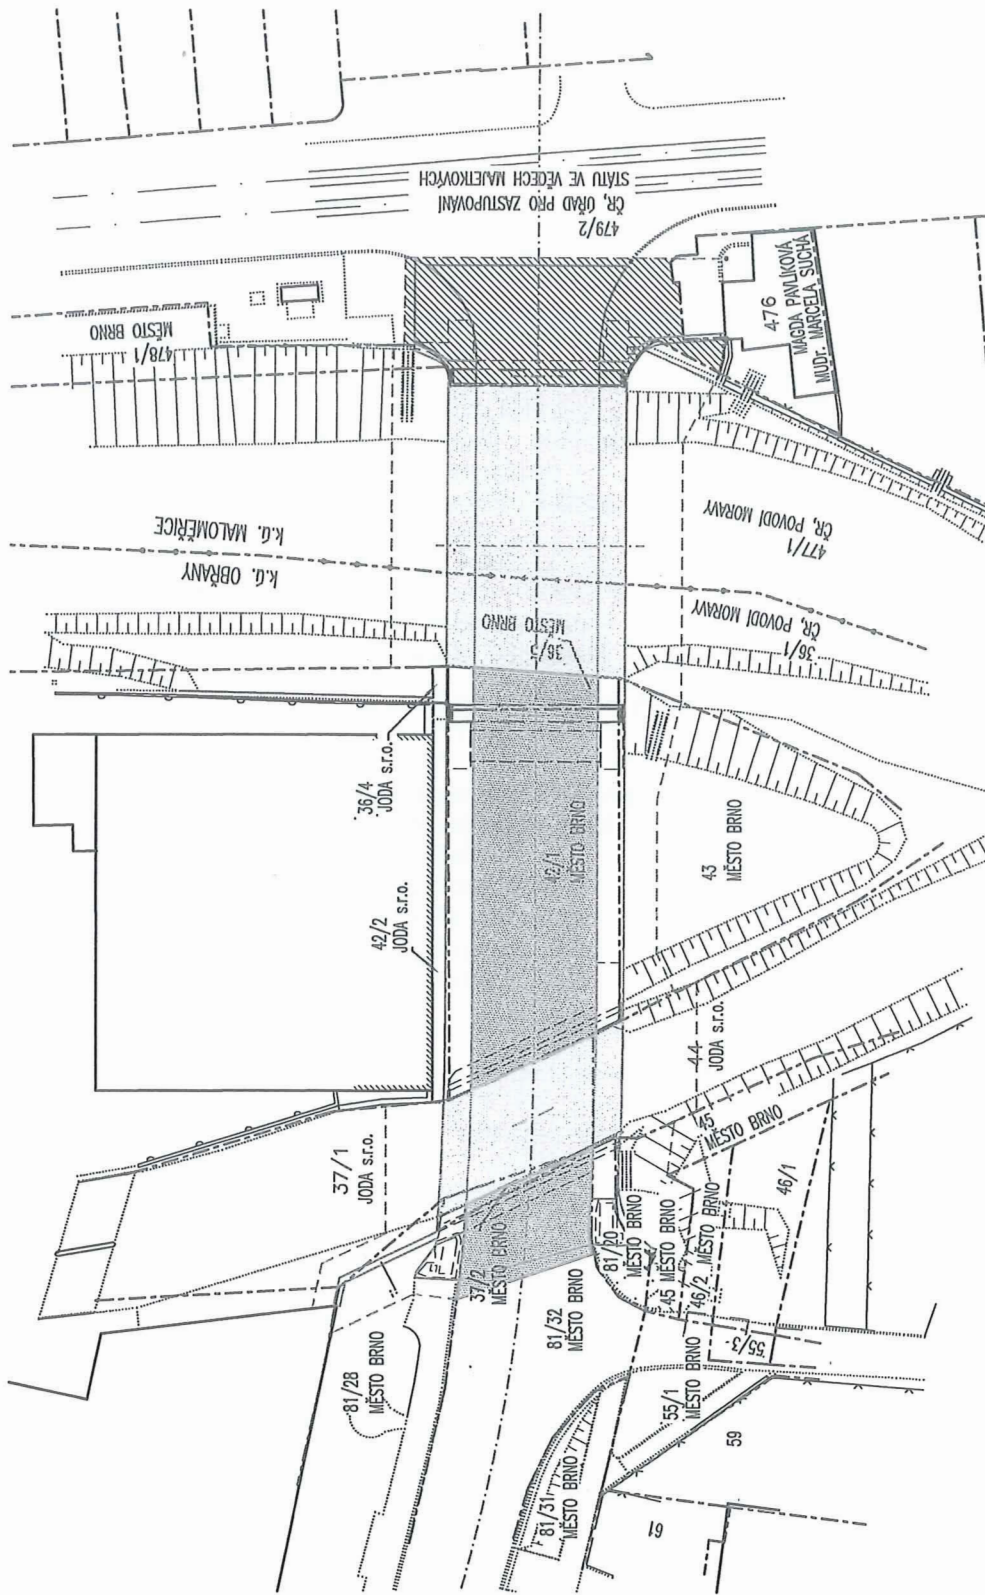 ČR, ÚŘAD PRO ZASTUPOVÁNÍ
STÁTU VE VĚCECH MAJETKOVÝCH
479/2
478/1
MĚSTO BRNO
476
MAGDA PAVLÍKOVÁ
MUDr. MARCELA SUCHÁ
k.ú. MALOMĚŘICE
k.ú. OBŘANY
477/1
ČR, POVODÍ MORAVY
36/1
ČR, POVODÍ MORAVY
36/3
MĚSTO BRNO
36/4
JODA s.r.o.
42/2
JODA s.r.o.
42/1
MĚSTO BRNO
43
MĚSTO BRNO
44
JODA s.r.o.
37/1
JODA s.r.o.
45
MĚSTO BRNO
46/1
37/2
MĚSTO BRNO
81/20
MĚSTO BRNO
45
MĚSTO BRNO
46/2
MĚSTO BRNO
81/32
MĚSTO BRNO
81/28
MĚSTO BRNO
55/3
55/1
MĚSTO BRNO
59
81/31
MĚSTO BRNO
61